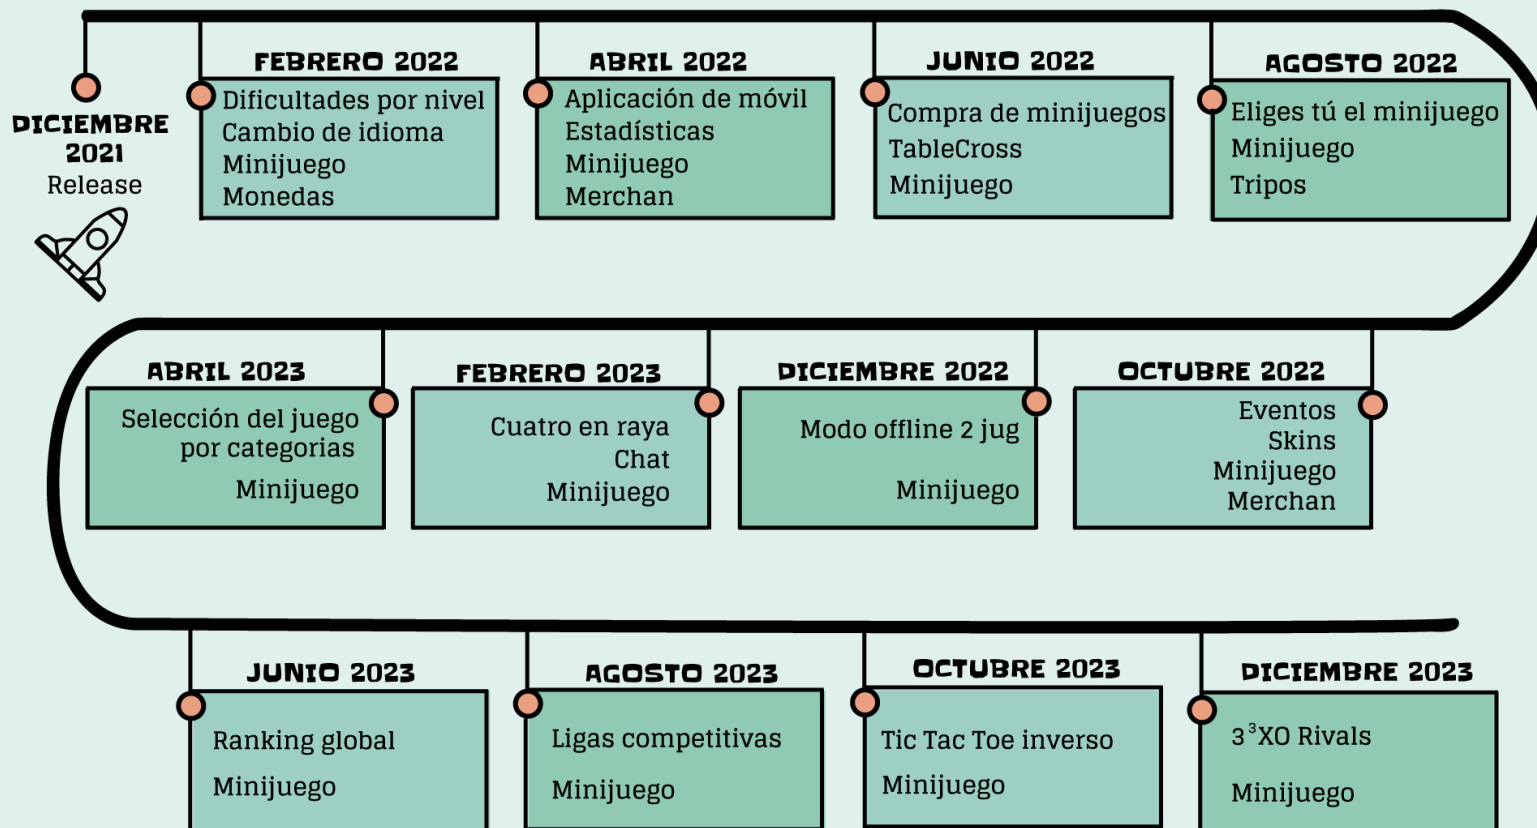 DICIEMBRE
2021
Release
FEBRERO 2022
Dificultades por nivel
Cambio de idioma
Minijuego
Monedas
ABRIL 2022
Aplicación de móvil
Estadísticas
Minijuego
Merchan
JUNIO 2022
Compra de minijuegos
TableCross
Minijuego
AGOSTO 2022
Eliges tú el minijuego
Minijuego
Tripos
OCTUBRE 2022
Eventos
Skins
Minijuego
Merchan
DICIEMBRE 2022
Modo offline 2 jug
Minijuego
FEBRERO 2023
Cuatro en raya
Chat
Minijuego
ABRIL 2023
Selección del juego
por categorias
Minijuego
JUNIO 2023
Ranking global
Minijuego
AGOSTO 2023
Ligas competitivas
Minijuego
OCTUBRE 2023
Tic Tac Toe inverso
Minijuego
DICIEMBRE 2023
3³XO Rivals
Minijuego